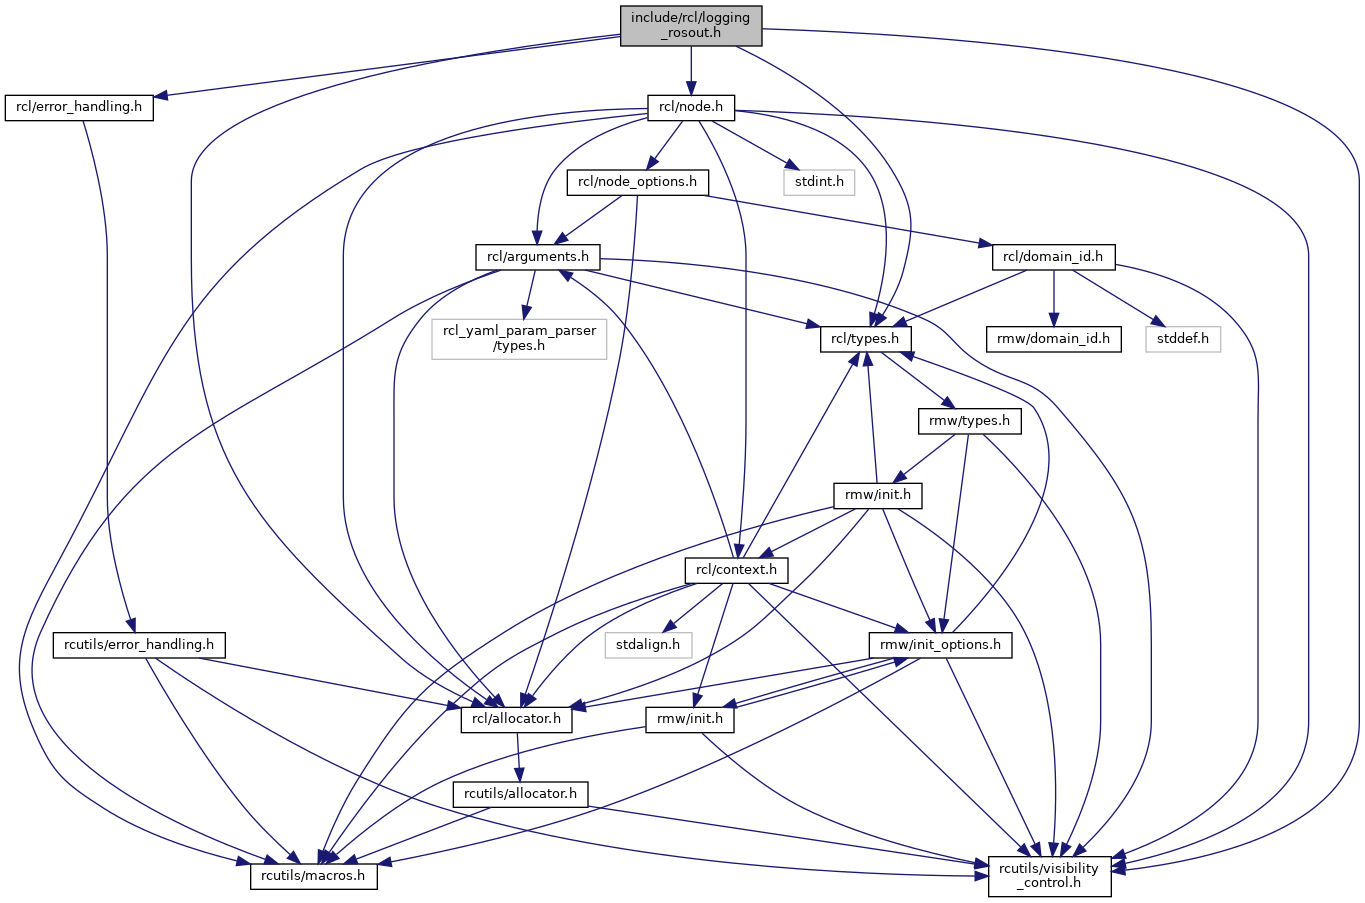 include/rcl/logging
_rosout.h
rcl/error_handling.h
rcl/node.h
rcl/node_options.h
stdint.h
rcl/arguments.h
rcl/domain_id.h
rcl_yaml_param_parser
/types.h
rcl/types.h
rmw/domain_id.h
stddef.h
rmw/types.h
rmw/init.h
rcl/context.h
rcutils/error_handling.h
stdalign.h
rmw/init_options.h
rcl/allocator.h
rmw/init.h
rcutils/allocator.h
rcutils/macros.h
rcutils/visibility
_control.h